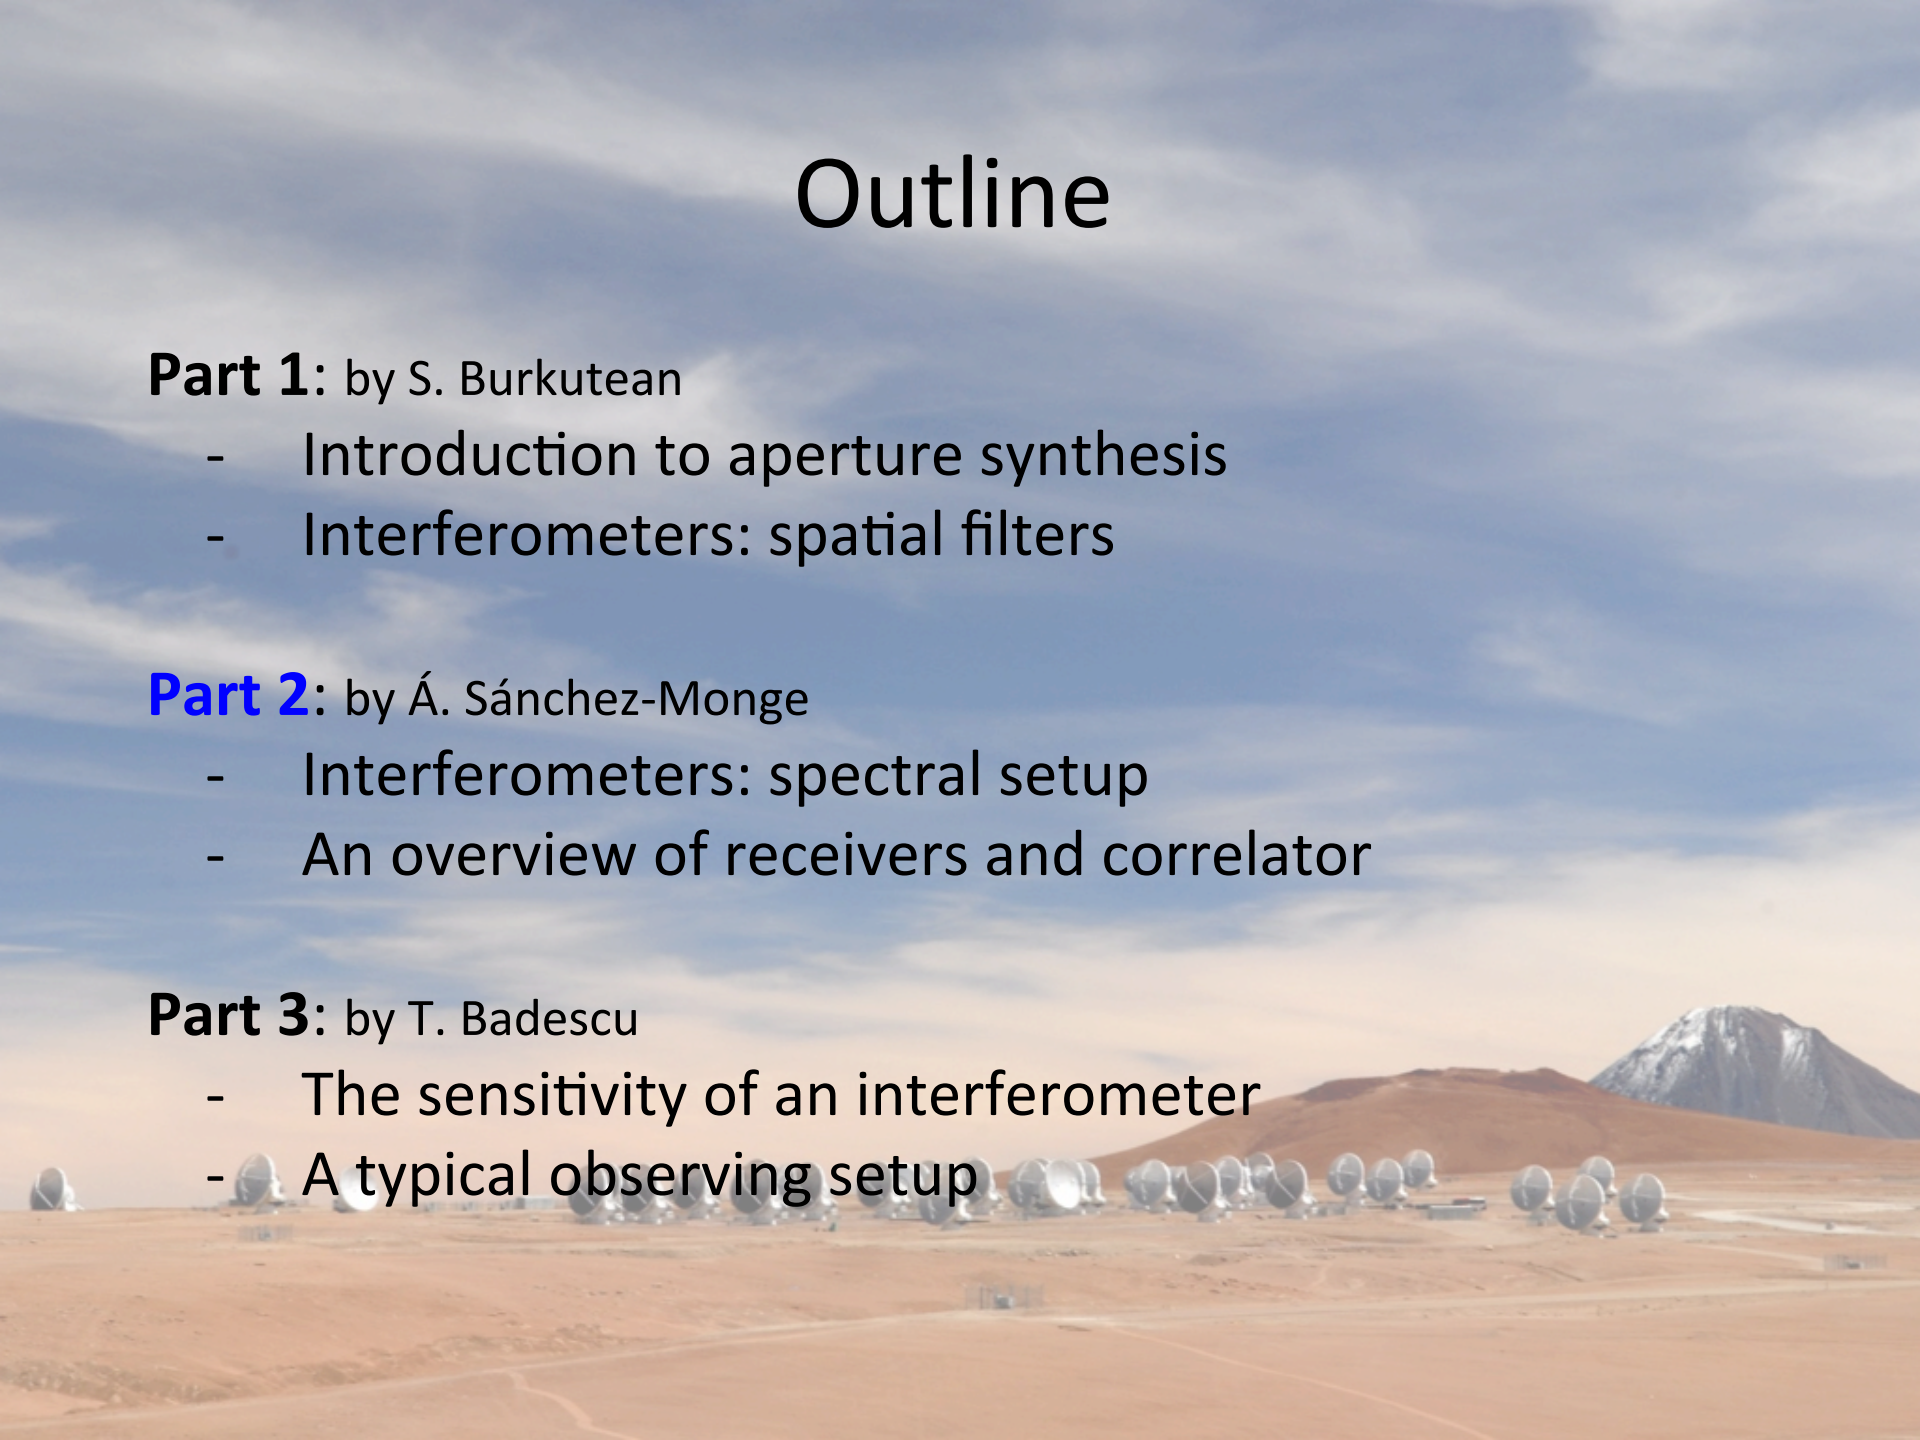 Outline
Part 1: by S. Burkutean
- Introduction to aperture synthesis
- Interferometers: spatial filters
Part 2: by Á. Sánchez-Monge
- Interferometers: spectral setup
- An overview of receivers and correlator
Part 3: by T. Badescu
- The sensitivity of an interferometer
- A typical observing setup